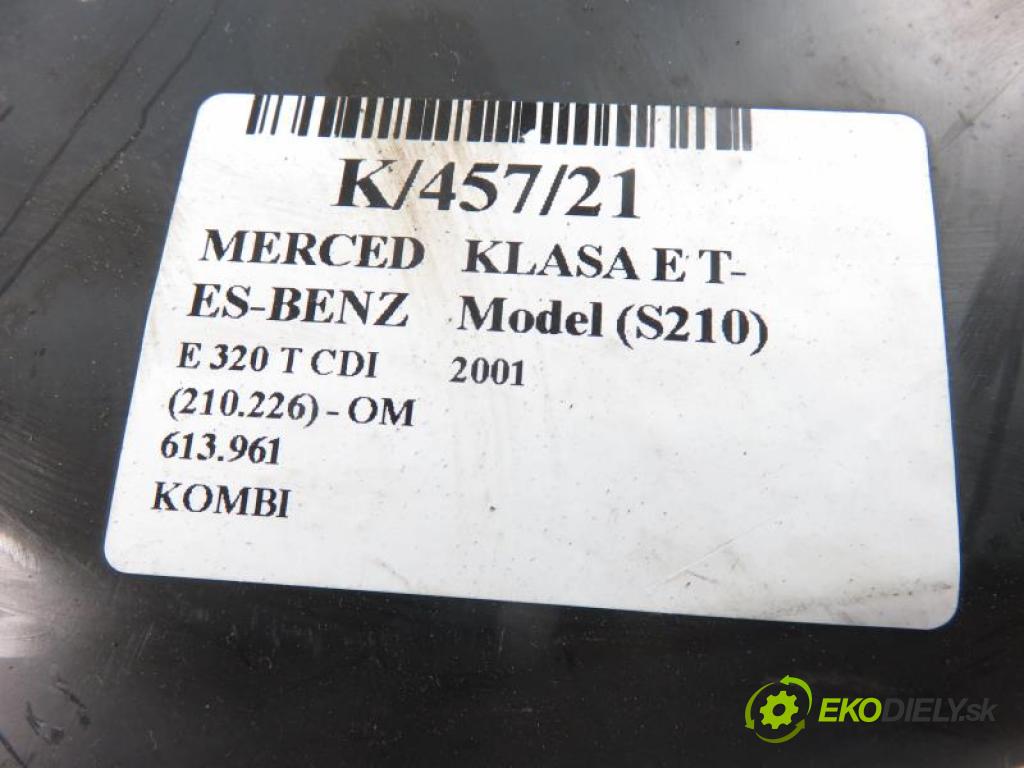 K/457/21
MERCED
ES-BENZ
KLASA E T-
Model (S210)
E 320 T CDI
(210.226) - OM
613.961
KOMBI
2001
EKODIELY.sk